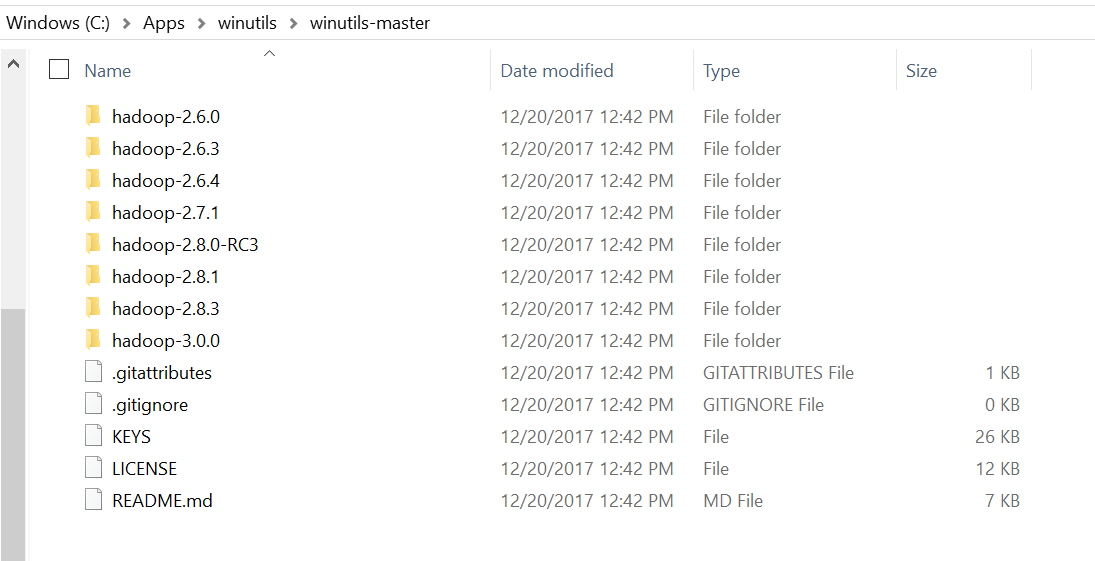 Windows (C:) > Apps > winutils > winutils-master
Name Date modified Type Size
hadoop-2.6.0 12/20/2017 12:42 PM File folder
hadoop-2.6.3 12/20/2017 12:42 PM File folder
hadoop-2.6.4 12/20/2017 12:42 PM File folder
hadoop-2.7.1 12/20/2017 12:42 PM File folder
hadoop-2.8.0-RC3 12/20/2017 12:42 PM File folder
hadoop-2.8.1 12/20/2017 12:42 PM File folder
hadoop-2.8.3 12/20/2017 12:42 PM File folder
hadoop-3.0.0 12/20/2017 12:42 PM File folder
.gitattributes 12/20/2017 12:42 PM GITATTRIBUTES File 1 KB
.gitignore 12/20/2017 12:42 PM GITIGNORE File 0 KB
KEYS 12/20/2017 12:42 PM File 26 KB
LICENSE 12/20/2017 12:42 PM File 12 KB
README.md 12/20/2017 12:42 PM MD File 7 KB